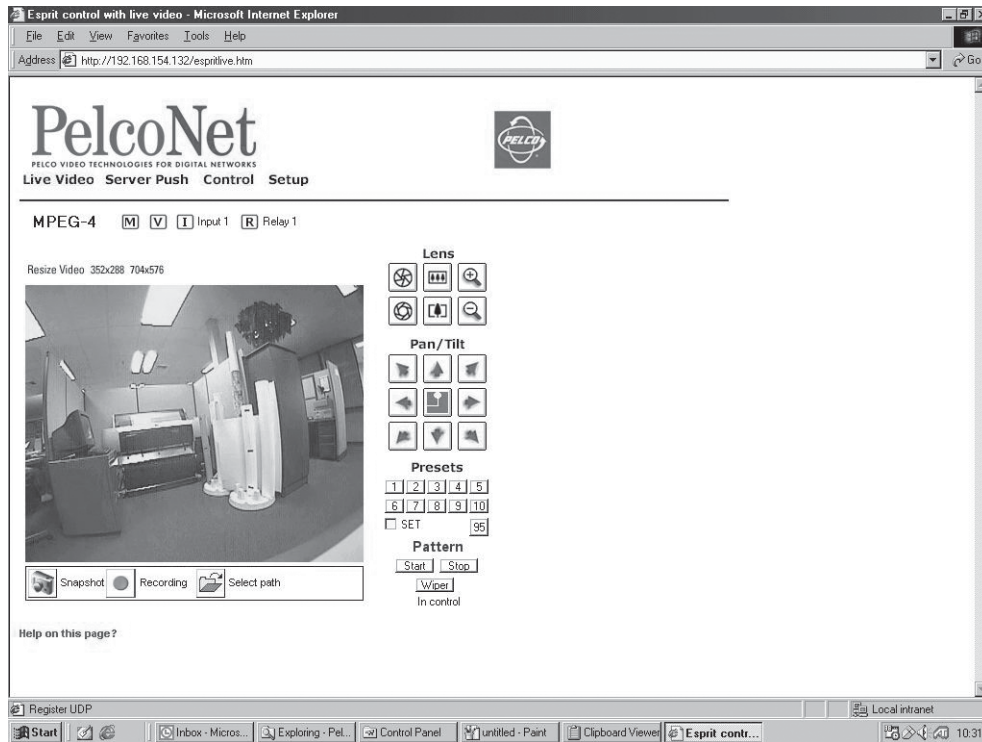 Esprit control with live video - Microsoft Internet Explorer
File Edit View Favorites Tools Help
Address http://192.168.154.132/espritlive.htm Go
PelcoNet
PELCO VIDEO TECHNOLOGIES FOR DIGITAL NETWORKS
PELCO
Live Video Server Push Control Setup
MPEG-4 M V I Input 1 R Relay 1
Lens
Resize Video 352x288 704x576
Pan/Tilt
Presets
1 2 3 4 5
6 7 8 9 10
SET 95
Pattern
Start Stop
Wiper
In control
Snapshot Recording Select path
Help on this page?
Register UDP Local intranet
Start Inbox - Micros... Exploring - Pel... Control Panel untitled - Paint Clipboard Viewer Esprit contr... 10:31